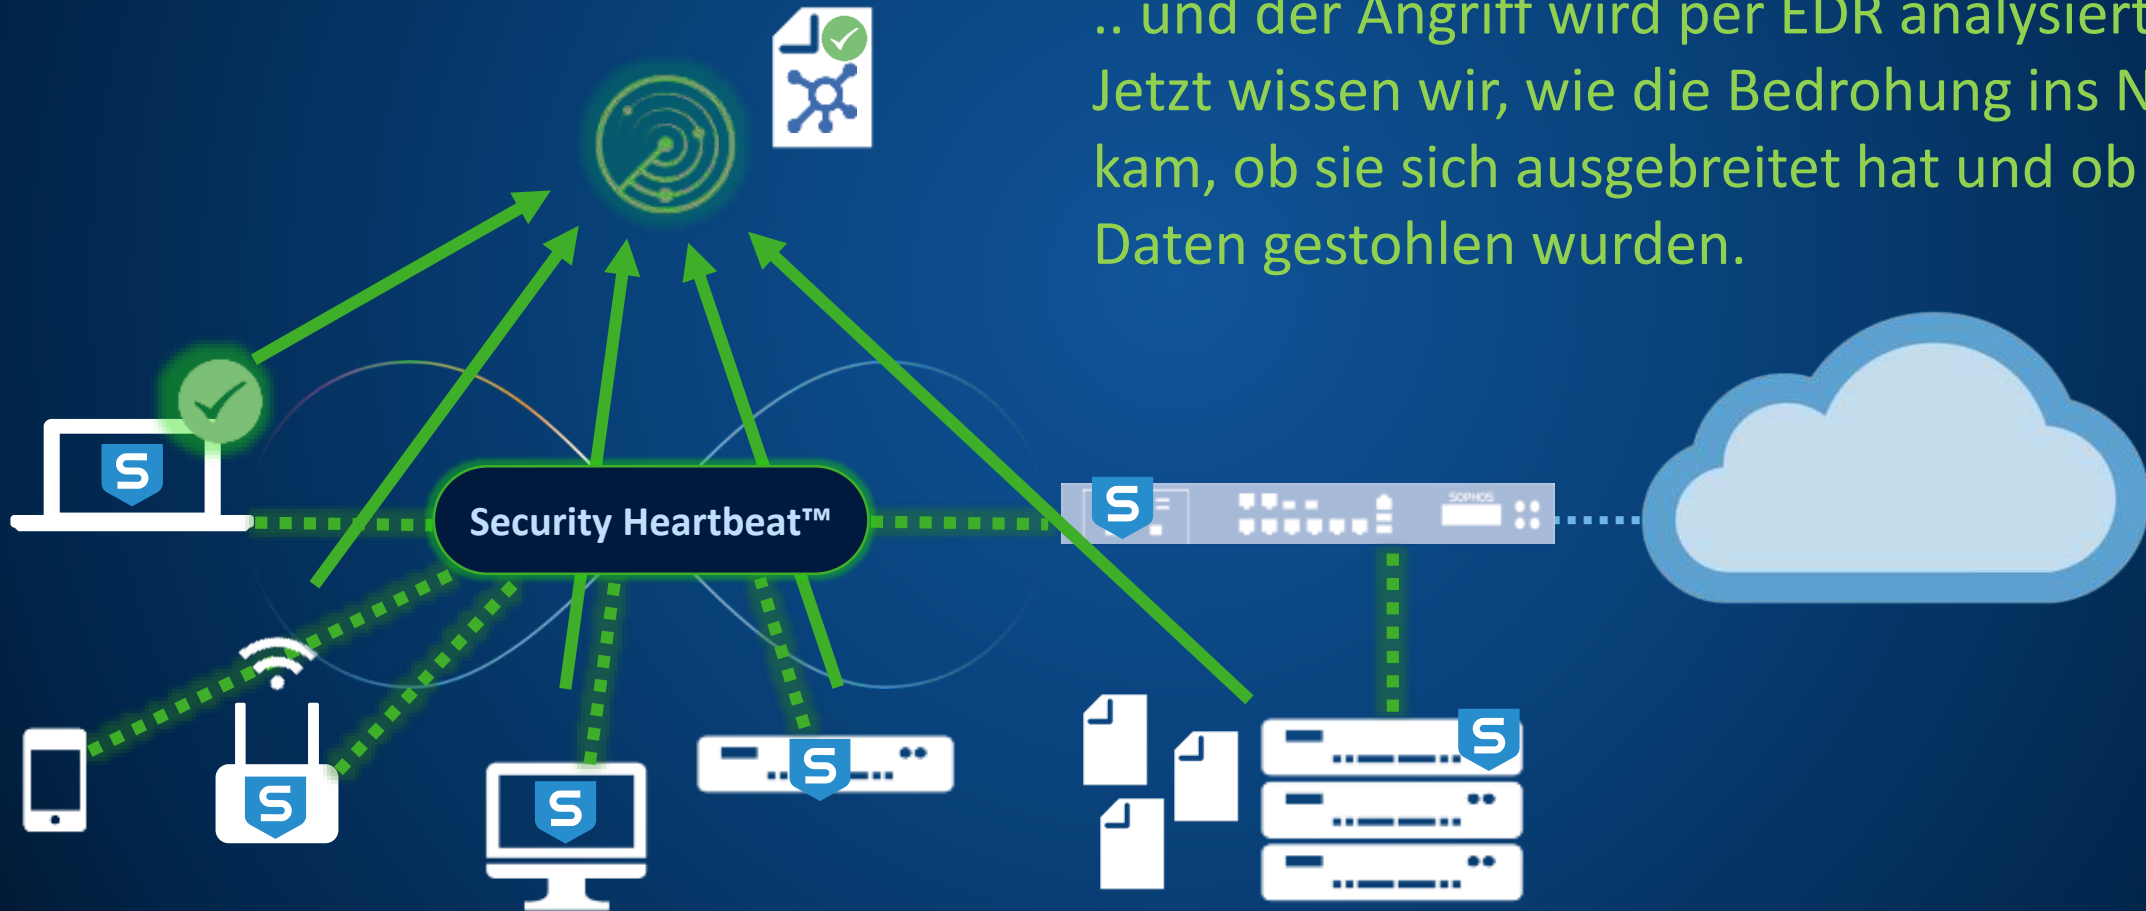 .. und der Angriff wird per EDR analysiert
Jetzt wissen wir, wie die Bedrohung ins N
kam, ob sie sich ausgebreitet hat und ob
Daten gestohlen wurden.
S
Security Heartbeat™
S
SOPHOS
S
S
S
S